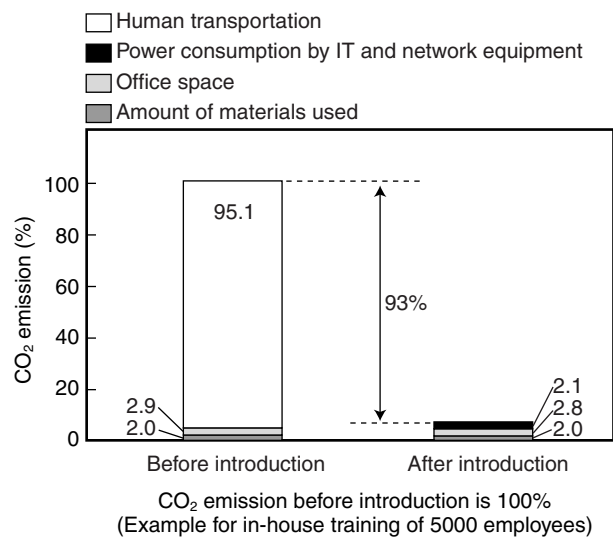 Human transportation
Power consumption by IT and network equipment
Office space
Amount of materials used
CO₂ emission (%)
100
80
60
40
20
0
95.1
2.9
2.0
93%
2.1
2.8
2.0
Before introduction
After introduction
CO₂ emission before introduction is 100%
(Example for in-house training of 5000 employees)